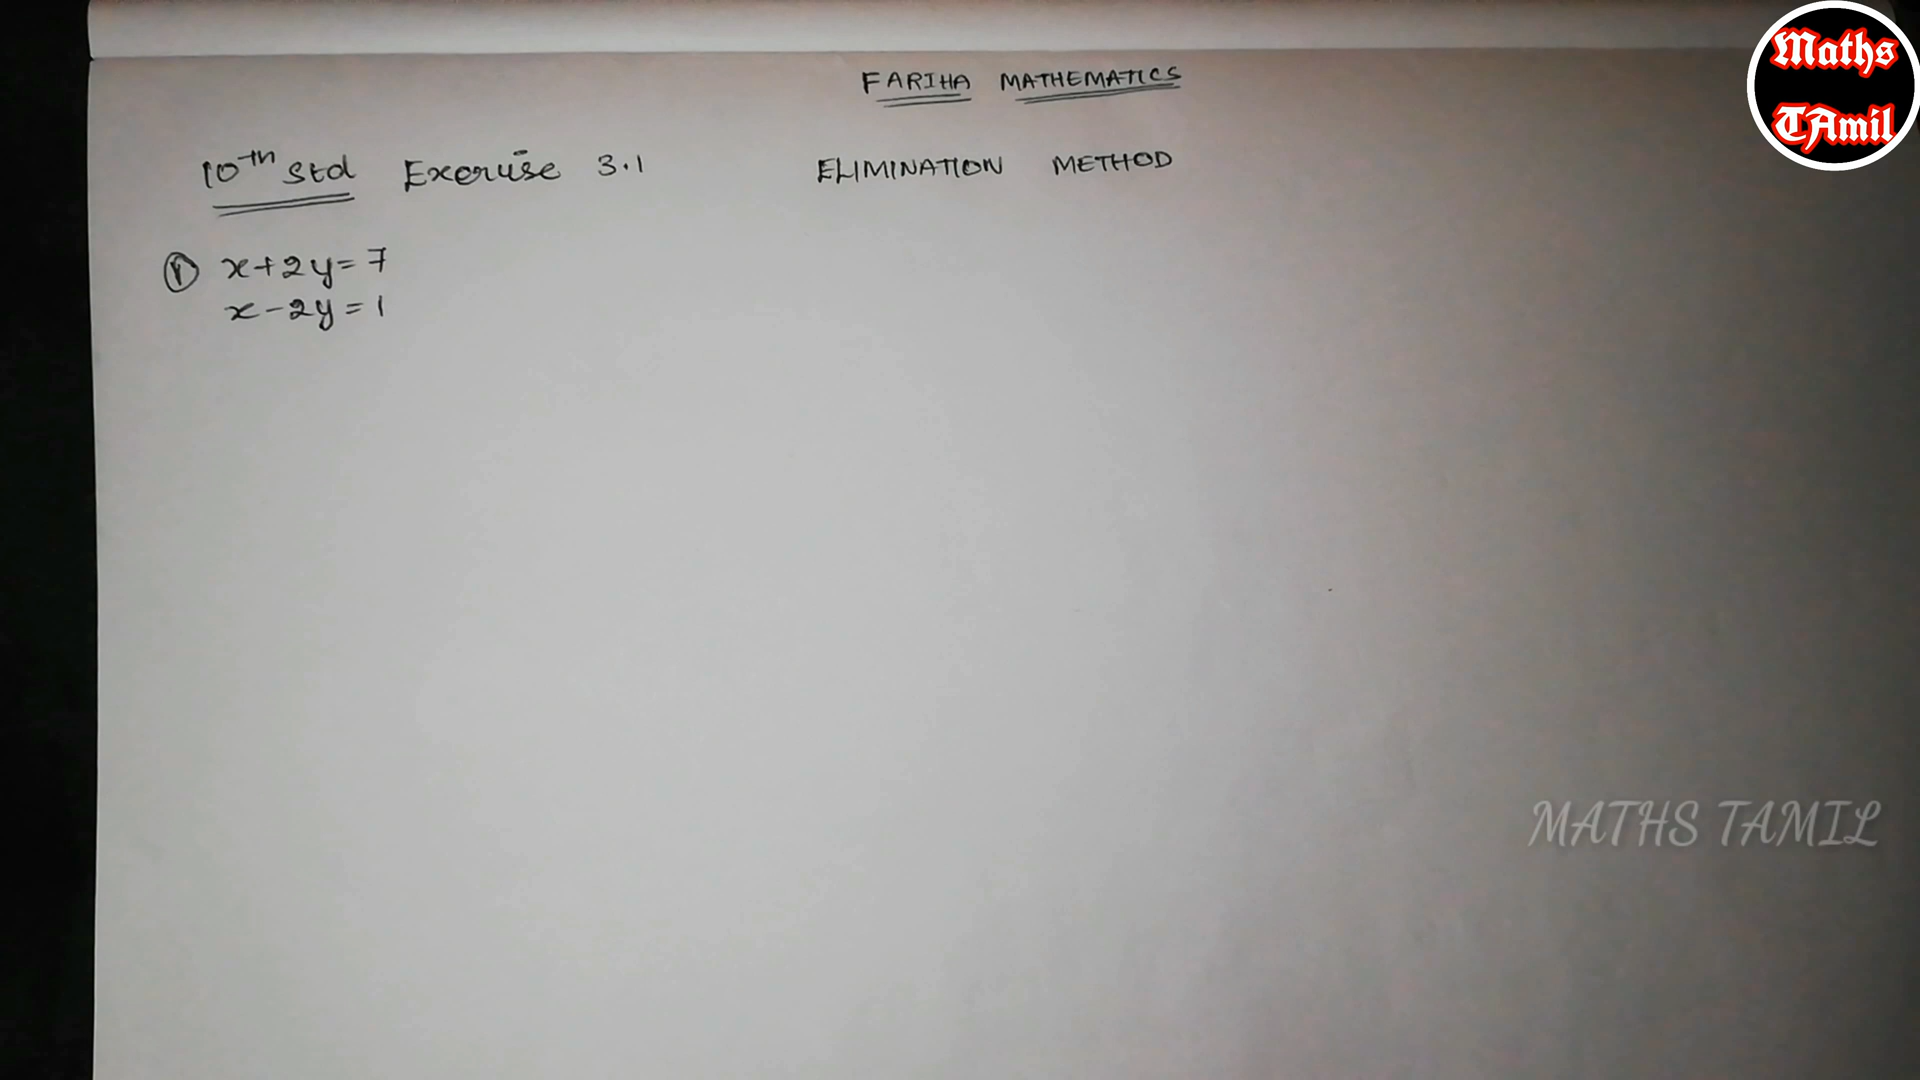 Maths
TAmil
FARIHA MATHEMATICS
10th Std Exercise 3.1
ELIMINATION METHOD
① x+2y=7
x-2y=1
MATHS TAMIL